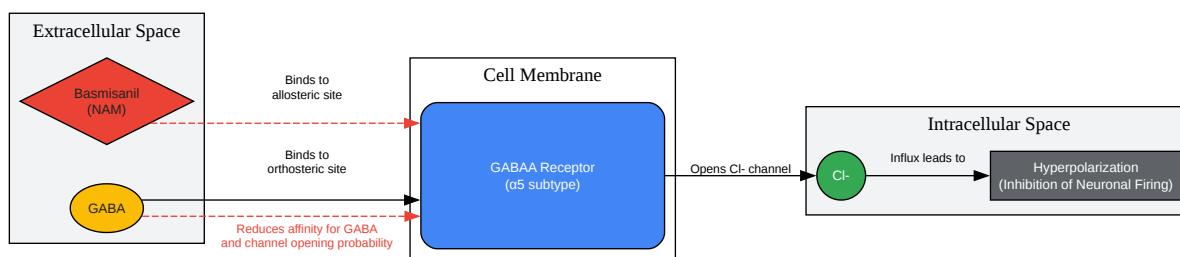 Extracellular Space
Basmisanil
(NAM)
GABA
Binds to
allosteric site
Binds to
orthosteric site
Reduces affinity for GABA
and channel opening probability
Cell Membrane
GABAA Receptor
(α5 subtype)
Opens Cl- channel
Intracellular Space
Cl-
Influx leads to
Hyperpolarization
(Inhibition of Neuronal Firing)